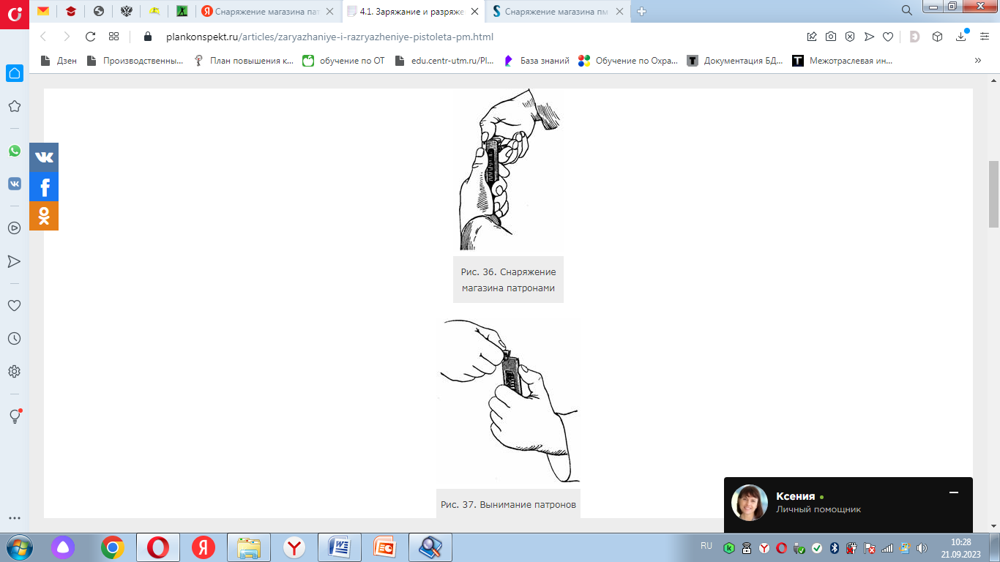 Снаряжение магазина пат
4.1. Заряжание и разряже
Снаряжение магазина пм
plankonspekt.ru/articles/zaryazhaniye-i-razryazheniye-pistoleta-pm.html
Дзен
Производственны...
План повышения к...
обучение по ОТ
edu.centr-utm.ru/Pl...
База знаний
Обучение по Охра...
Документация БД...
Межотраслевая ин...
»
Рис. 36. Снаряжение
магазина патронами
Рис. 37. Вынимание патронов
Ксения
Личный помощник
RU
10:28
21.09.2023